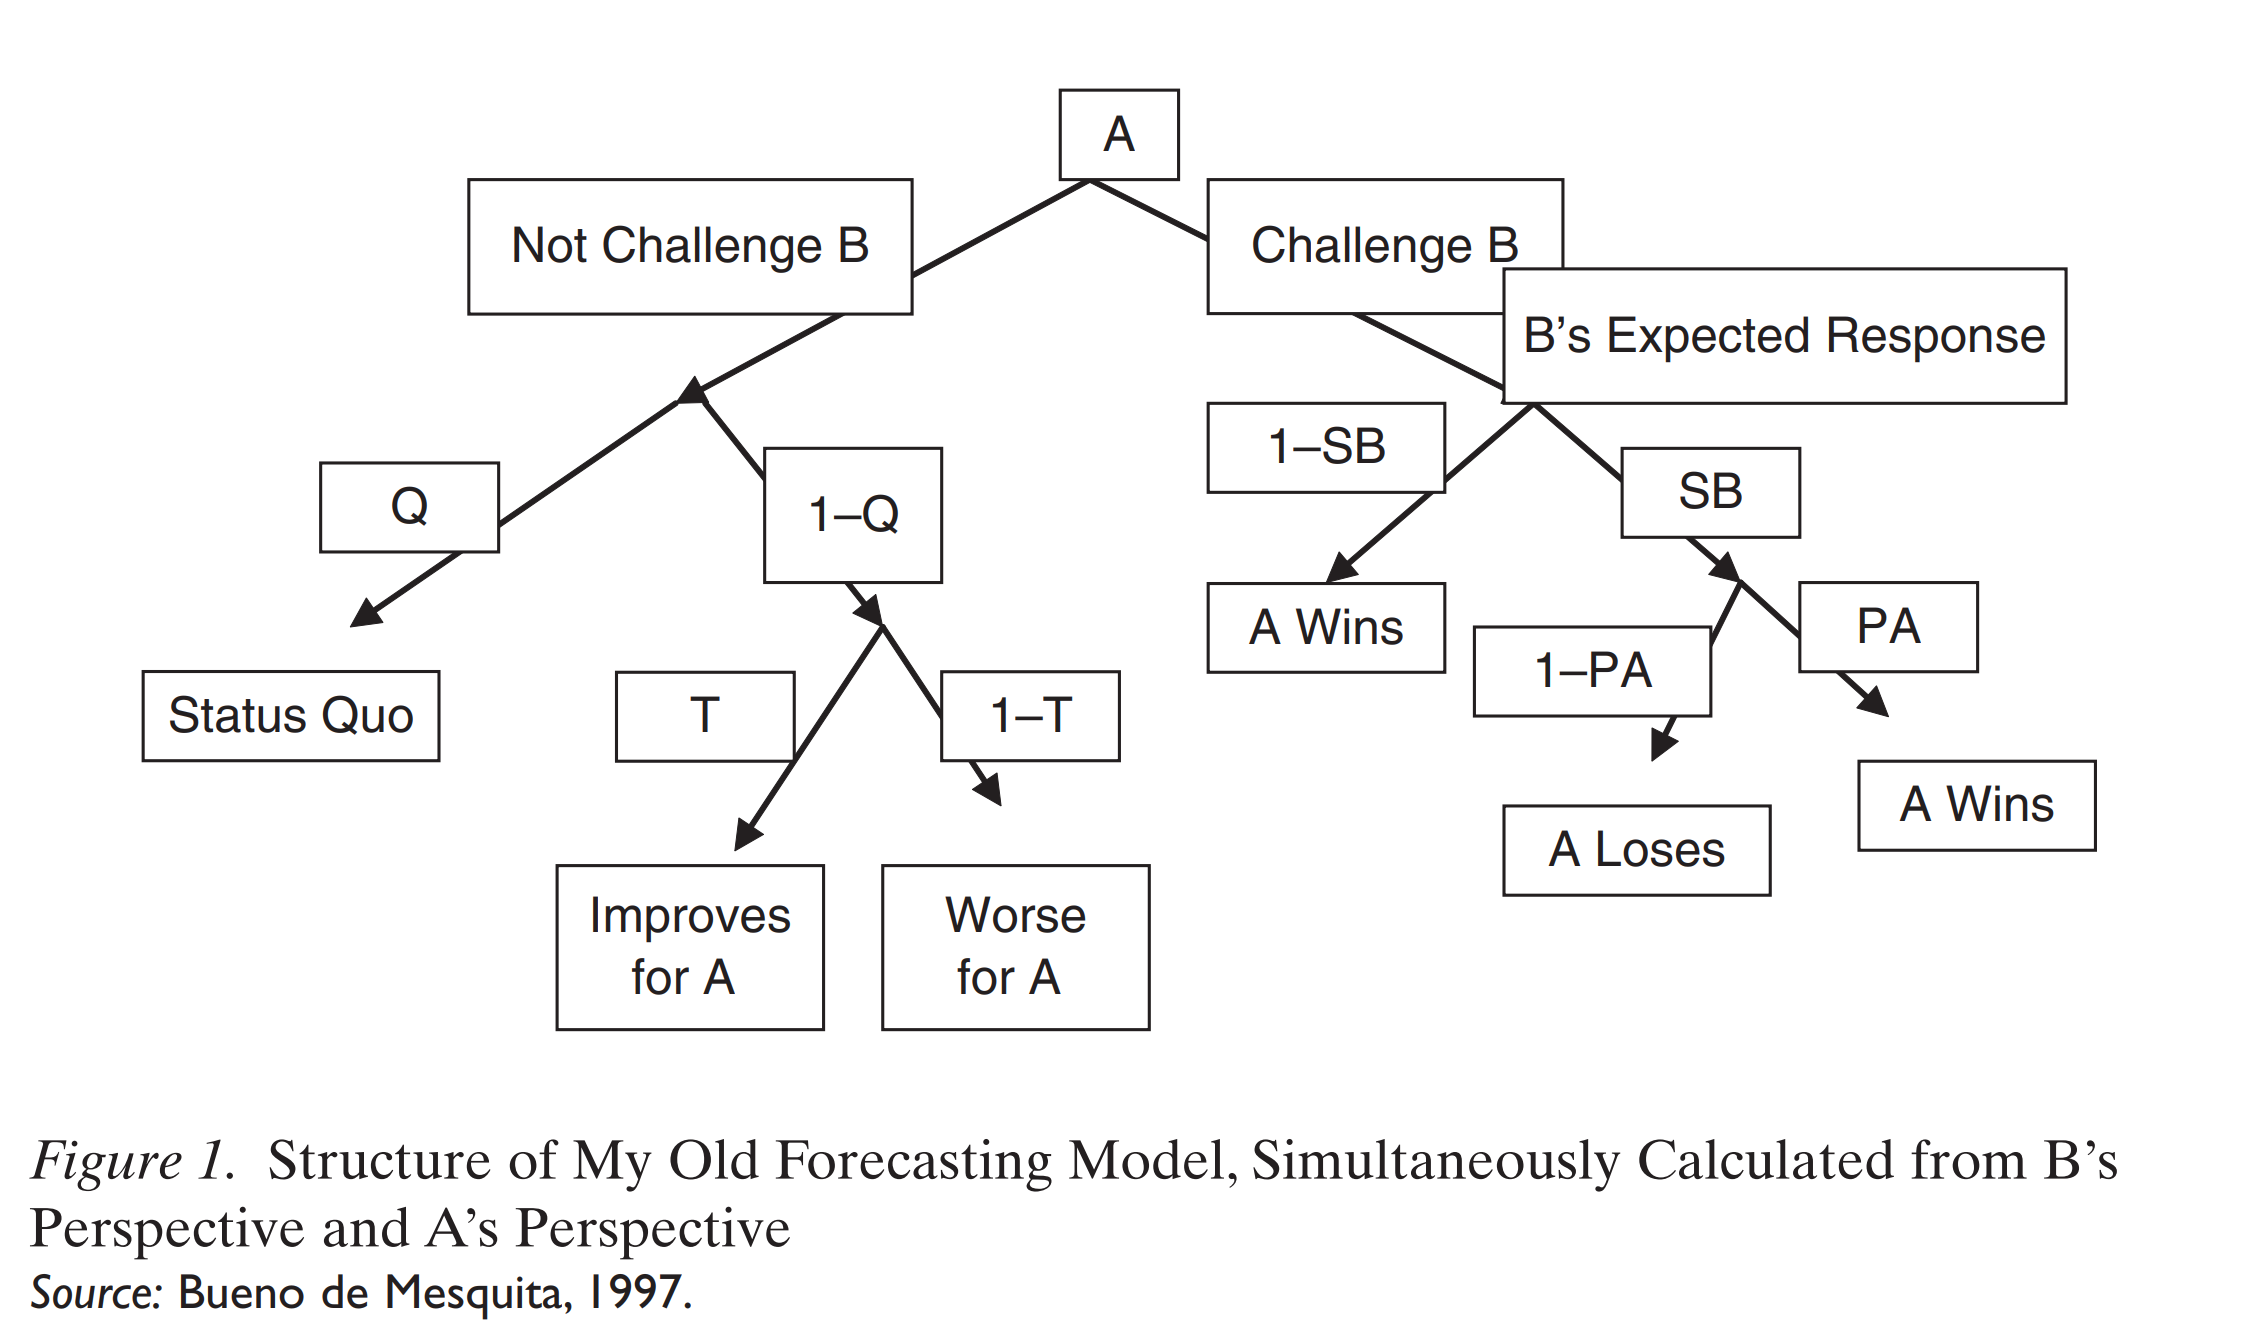 A
Not Challenge B
Challenge B
B’s Expected Response
1–SB
SB
Q
1–Q
A Wins
1–PA
PA
Status Quo
T
1–T
A Loses
A Wins
Improves
for A
Worse
for A
Figure 1. Structure of My Old Forecasting Model, Simultaneously Calculated from B’s
Perspective and A’s Perspective
Source: Bueno de Mesquita, 1997.